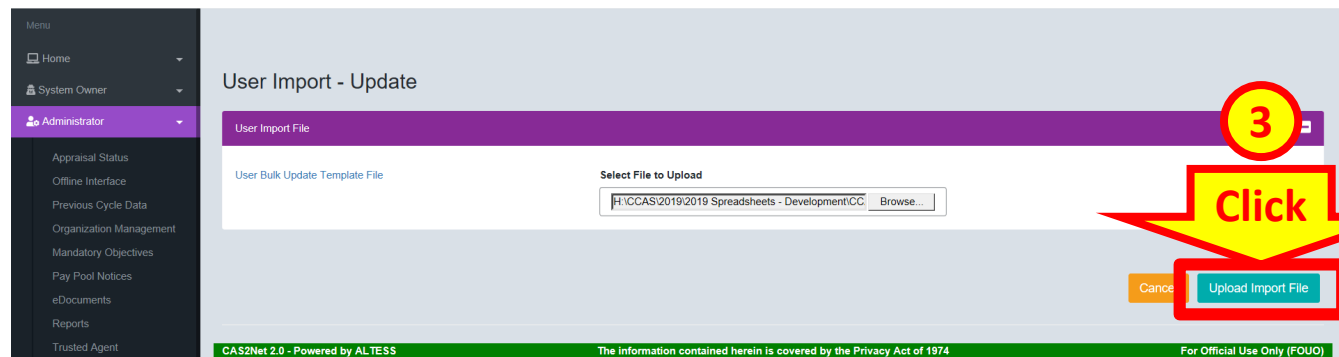 Menu
Home
System Owner
Administrator
Appraisal Status
Offline Interface
Previous Cycle Data
Organization Management
Mandatory Objectives
Pay Pool Notices
eDocuments
Reports
Trusted Agent
User Import - Update
User Import File
3
User Bulk Update Template File
Select File to Upload
H:\CCAS\2019\2019 Spreadsheets - Development\CC. Browse...
Click
Cancel Upload Import File
CAS2Net 2.0 - Powered by ALTESS The information contained herein is covered by the Privacy Act of 1974 For Official Use Only (FOUO)